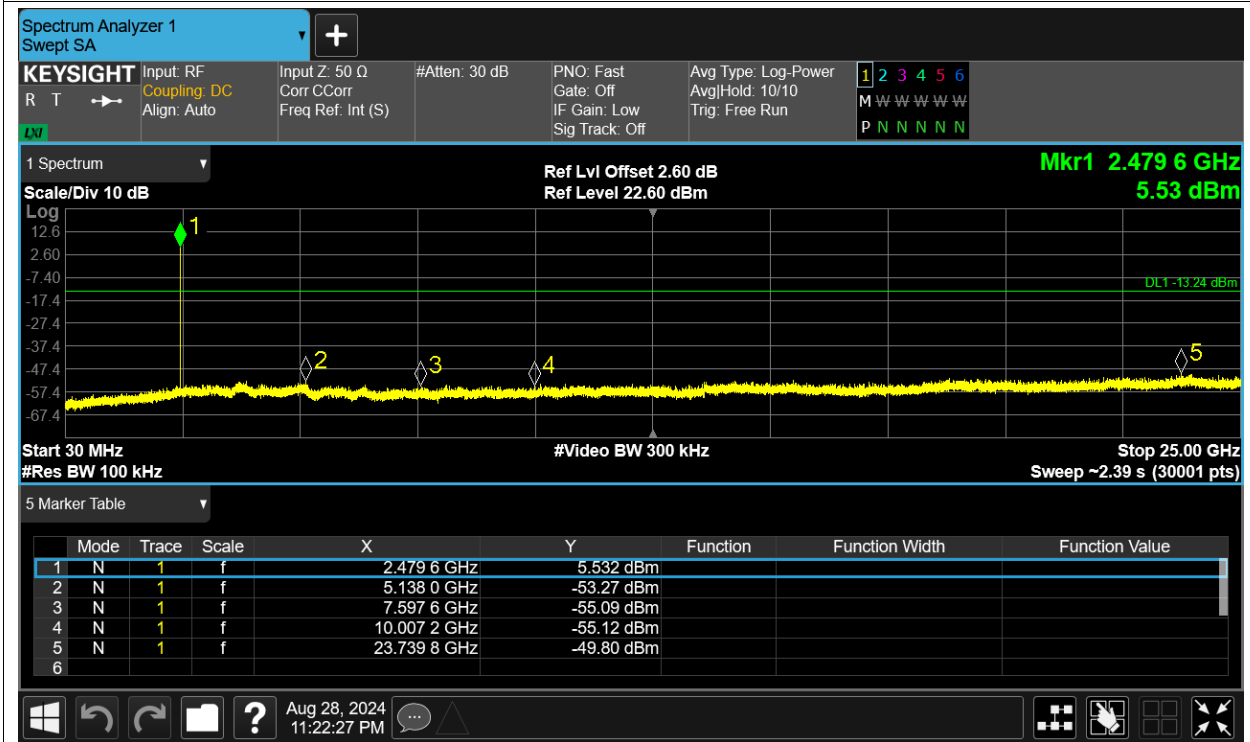 Spectrum Analyzer 1
Swept SA
+
KEYSIGHT
R T
LXI
Input: RF
Coupling: DC
Align: Auto
Input Z: 50 Ω
Corr CCorr
Freq Ref: Int (S)
#Atten: 30 dB
PNO: Fast
Gate: Off
IF Gain: Low
Sig Track: Off
Avg Type: Log-Power
Avg|Hold: 10/10
Trig: Free Run
1 2 3 4 5 6
M W W W W W
P N N N N N
1 Spectrum
Scale/Div 10 dB
Ref Lvl Offset 2.60 dB
Ref Level 22.60 dBm
Mkr1 2.479 6 GHz
5.53 dBm
Log
12.6
2.60
-7.40
-17.4
-27.4
-37.4
-47.4
-57.4
-67.4
1
2
3
4
5
DL1 -13.24 dBm
Start 30 MHz
#Video BW 300 kHz
Stop 25.00 GHz
#Res BW 100 kHz
Sweep ~2.39 s (30001 pts)
5 Marker Table
Mode Trace Scale X Y Function Function Width Function Value
1 N 1 f 2.479 6 GHz 5.532 dBm
2 N 1 f 5.138 0 GHz -53.27 dBm
3 N 1 f 7.597 6 GHz -55.09 dBm
4 N 1 f 10.007 2 GHz -55.12 dBm
5 N 1 f 23.739 8 GHz -49.80 dBm
6
?
Aug 28, 2024
11:22:27 PM